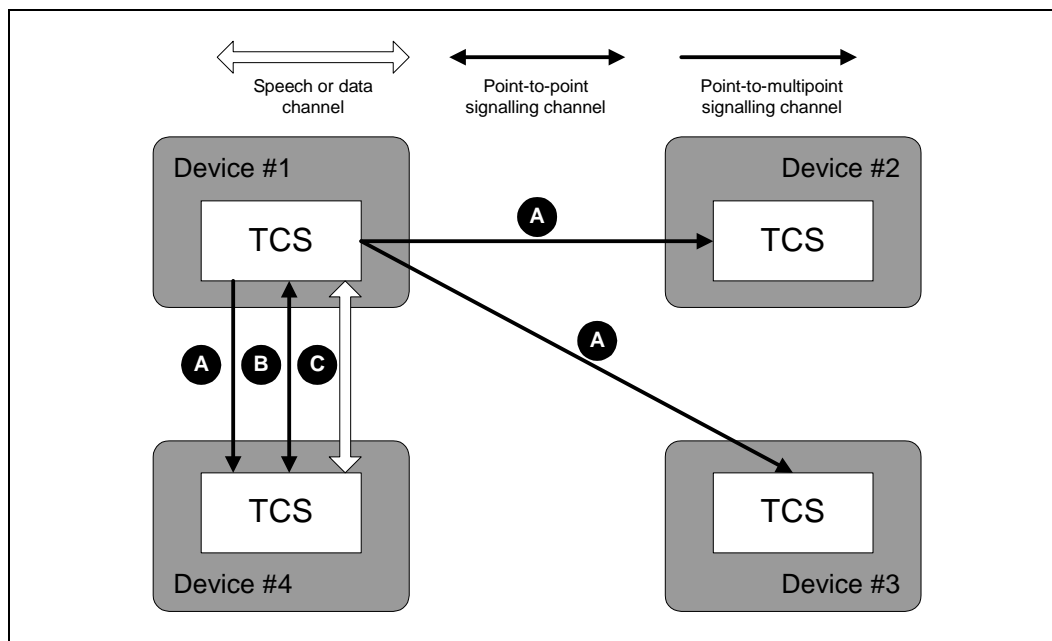 Speech or data
channel
Point-to-point
signalling channel
Point-to-multipoint
signalling channel
Device #1
TCS
Device #2
TCS
A
A
A
B
C
TCS
Device #4
TCS
Device #3